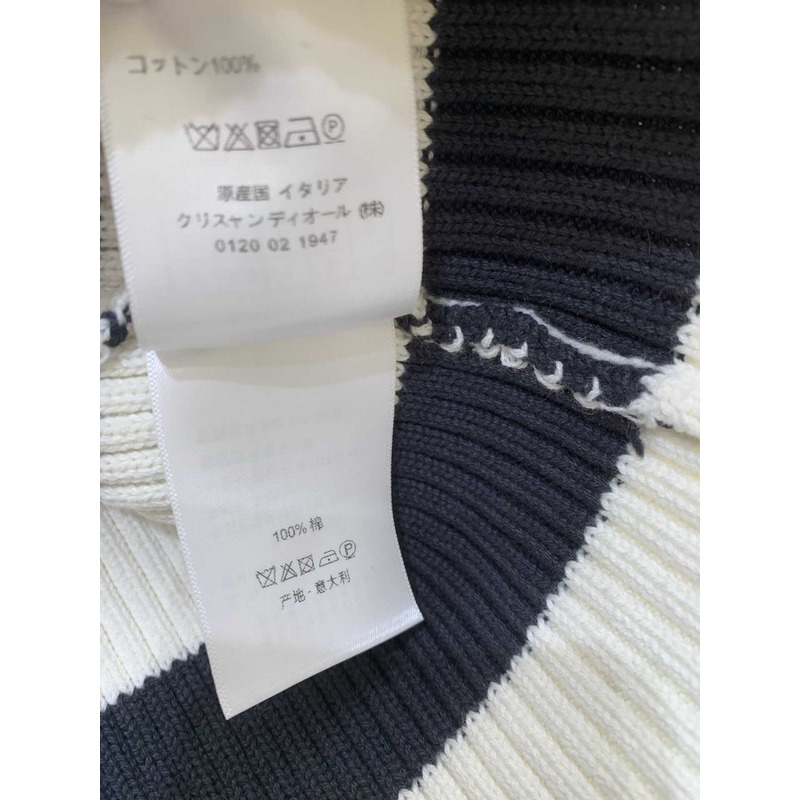 コットン100%
原産国 イタリア
クリスチャンディオール ㈱
0120 02 1947
100% 棉
产地 - 意大利